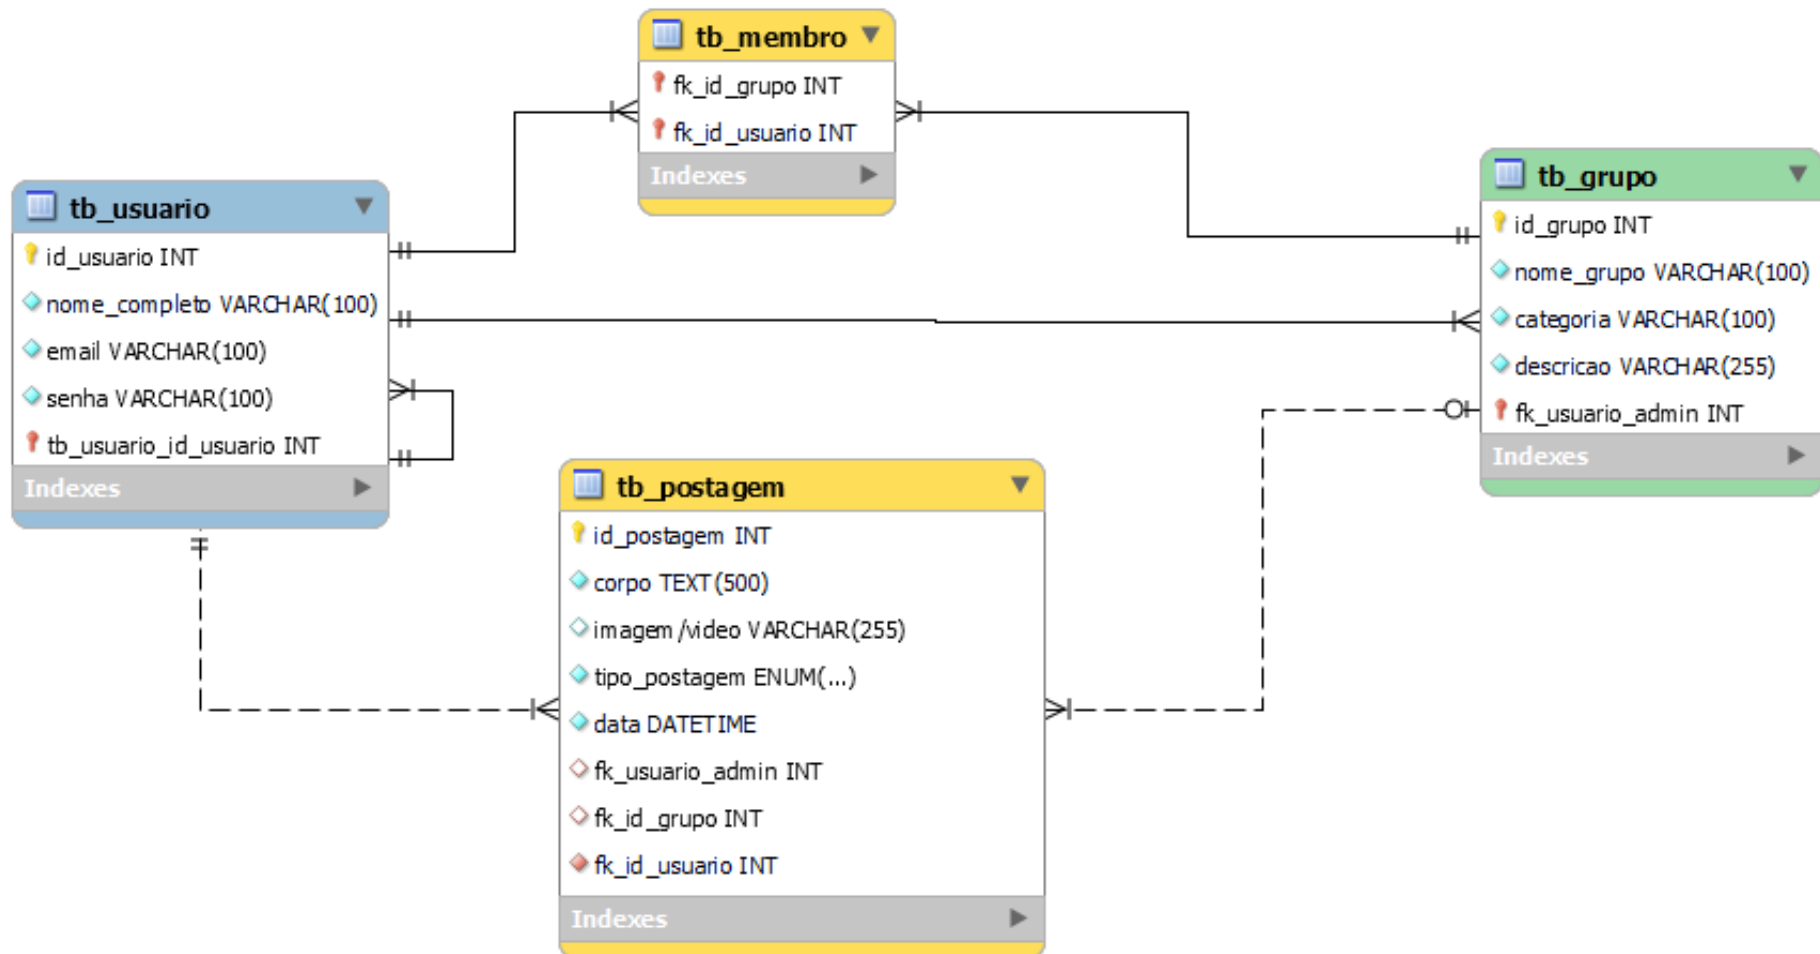 tb_membro
fk_id_grupo INT
fk_id_usuario INT
Indexes
tb_usuario
id_usuario INT
nome_completo VARCHAR(100)
email VARCHAR(100)
senha VARCHAR(100)
tb_usuario_id_usuario INT
Indexes
tb_grupo
id_grupo INT
nome_grupo VARCHAR(100)
categoria VARCHAR(100)
descricao VARCHAR(255)
fk_usuario_admin INT
Indexes
tb_postagem
id_postagem INT
corpo TEXT(500)
imagem/video VARCHAR(255)
tipo_postagem ENUM(...)
data DATETIME
fk_usuario_admin INT
fk_id_grupo INT
fk_id_usuario INT
Indexes